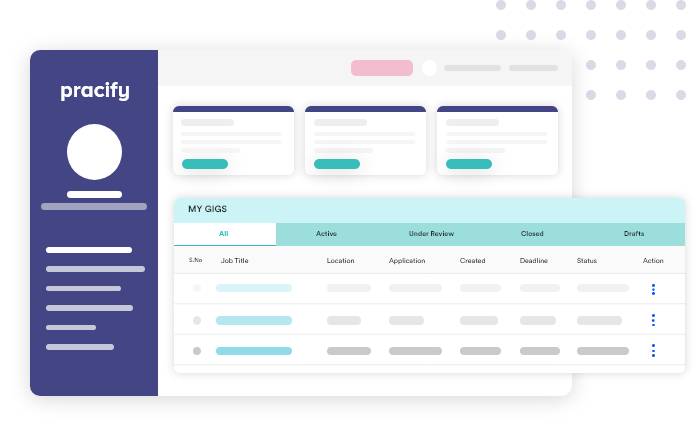 pracify
MY GIGS
All Active Under Review Closed Drafts
S.No Job Title Location Application Created Deadline Status Action